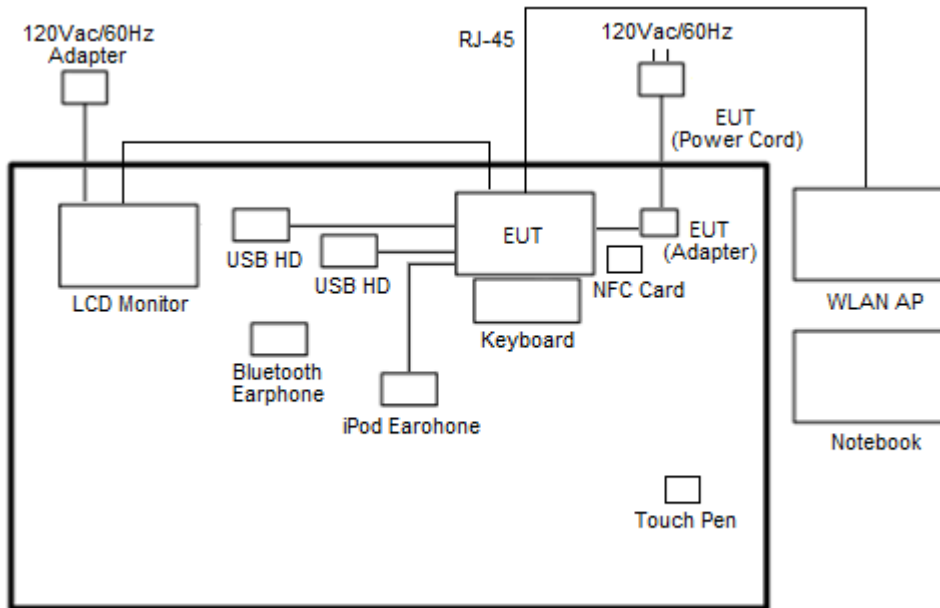 120Vac/60Hz
Adapter
RJ-45
120Vac/60Hz
EUT
(Power Cord)
LCD Monitor
USB HD
USB HD
EUT
EUT
(Adapter)
NFC Card
Keyboard
WLAN AP
Bluetooth
Earphone
iPod Earohone
Notebook
Touch Pen